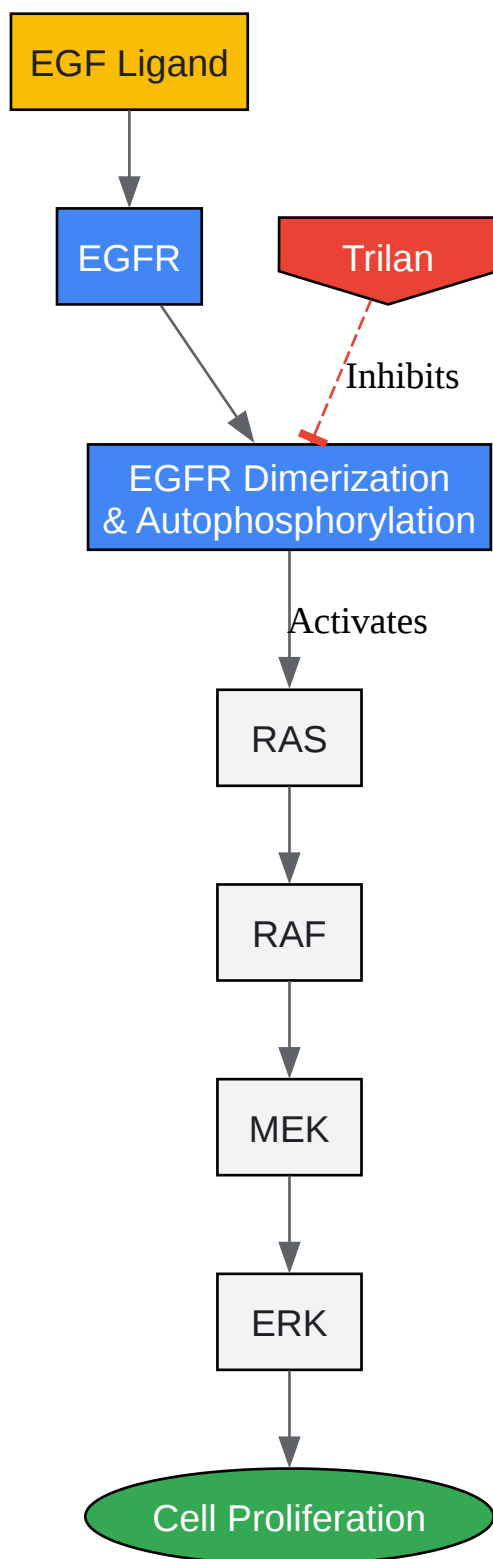 EGF Ligand
EGFR
Trilan
Inhibits
EGFR Dimerization
& Autophosphorylation
Activates
RAS
RAF
MEK
ERK
Cell Proliferation